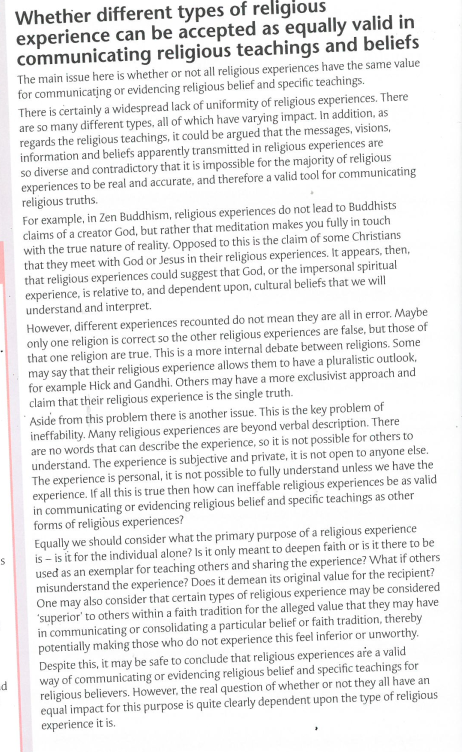 Whether different types of religious
experience can be accepted as equally valid in
communicating religious teachings and beliefs
The main issue here is whether or not all religious experiences have the same value
for communicating or evidencing religious belief and specific teachings.
There is certainly a widespread lack of uniformity of religious experiences. There
are so many different types, all of which have varying impact. In addition, as
regards the religious teachings, it could be argued that the messages, visions,
information and beliefs apparently transmitted in religious experiences are
so diverse and contradictory that it is impossible for the majority of religious
experiences to be real and accurate, and therefore a valid tool for communicating
religious truths.
For example, in Zen Buddhism, religious experiences do not lead to Buddhists
claims of a creator God, but rather that meditation makes you fully in touch
with the true nature of reality. Opposed to this is the claim of some Christians
that they meet with God or Jesus in their religious experiences. It appears, then,
that religious experiences could suggest that God, or the impersonal spiritual
experience, is relative to, and dependent upon, cultural beliefs that we will
understand and interpret.
However, different experiences recounted do not mean they are all in error. Maybe
only one religion is correct so the other religious experiences are false, but those of
that one religion are true. This is a more internal debate between religions. Some
may say that their religious experience allows them to have a pluralistic outlook,
for example Hick and Gandhi. Others may have a more exclusivist approach and
claim that their religious experience is the single truth.
Aside from this problem there is another issue. This is the key problem of
ineffability. Many religious experiences are beyond verbal description. There
are no words that can describe the experience, so it is not possible for others to
understand. The experience is subjective and private, it is not open to anyone else.
The experience is personal, it is not possible to fully understand unless we have the
experience. If all this is true then how can ineffable religious experiences be as valid
in communicating or evidencing religious belief and specific teachings as other
forms of religious experiences?
Equally we should consider what the primary purpose of a religious experience
is – is it for the individual alone? Is it only meant to deepen faith or is it there to be
used as an exemplar for teaching others and sharing the experience? What if others
misunderstand the experience? Does it demean its original value for the recipient?
One may also consider that certain types of religious experience may be considered
'superior' to others within a faith tradition for the alleged value that they may have
in communicating or consolidating a particular belief or faith tradition, thereby
potentially making those who do not experience this feel inferior or unworthy.
Despite this, it may be safe to conclude that religious experiences are a valid
way of communicating or evidencing religious belief and specific teachings for
religious believers. However, the real question of whether or not they all have an
equal impact for this purpose is quite clearly dependent upon the type of religious
experience it is.